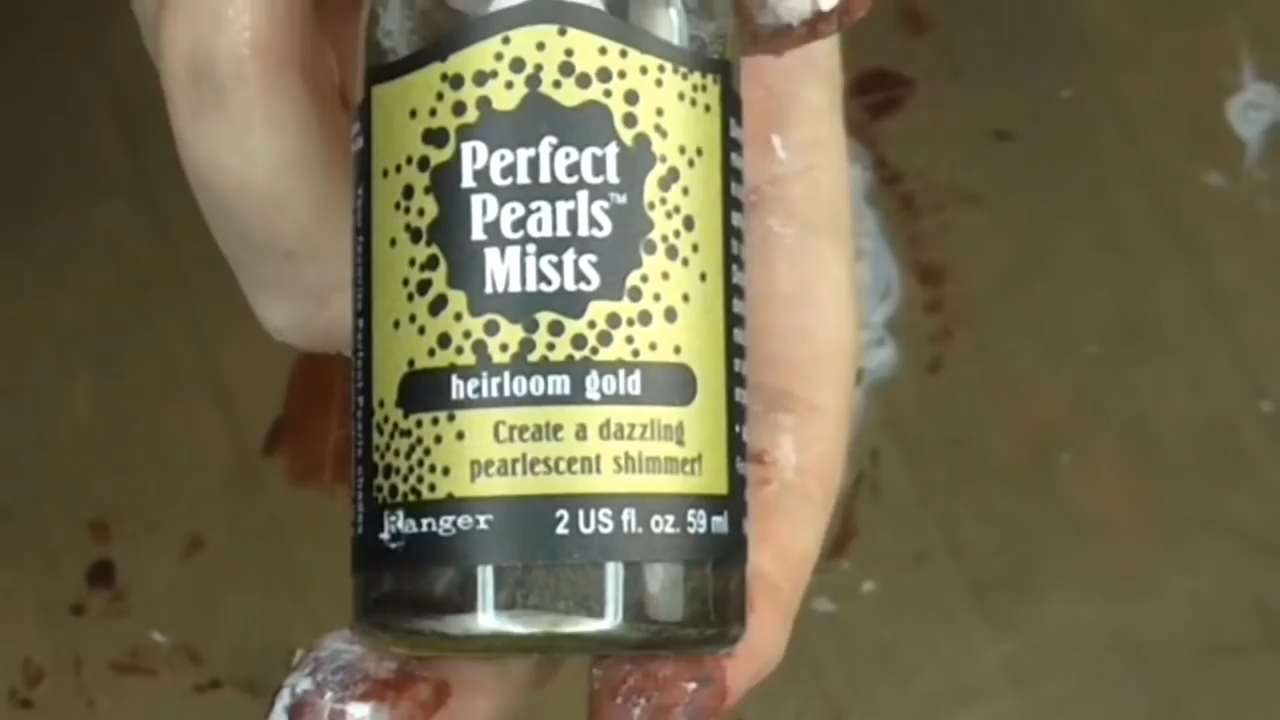 Perfect
Pearls™
Mists
heirloom gold
Create a dazzling
pearlescent shimmer!
Ranger 2 US fl. oz. 59 ml